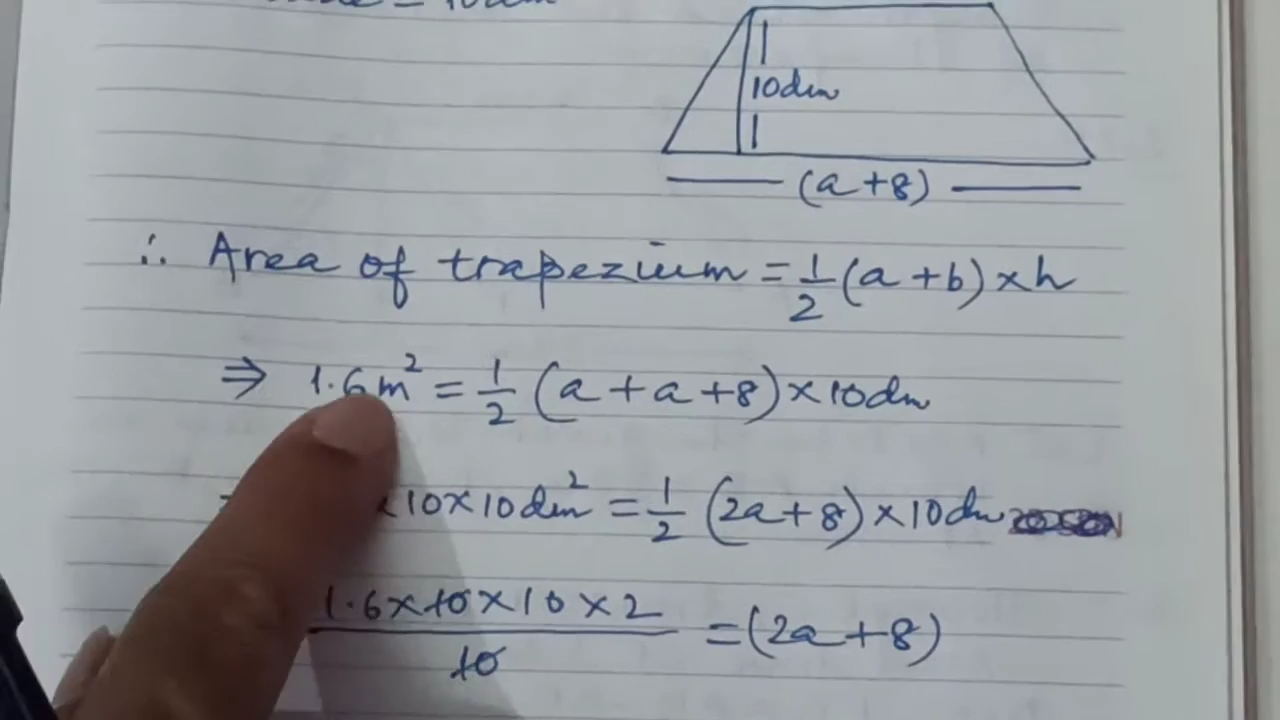 = 10dm
10dm
(a+8)
∴ Area of trapezium = 1/2 (a + b) × h
⇒ 1.6m² = 1/2 (a + a + 8) × 10dm
10×10dm² = 1/2 (2a+8) × 10dm
1.6×10×10×2 / 10 = (2a+8)